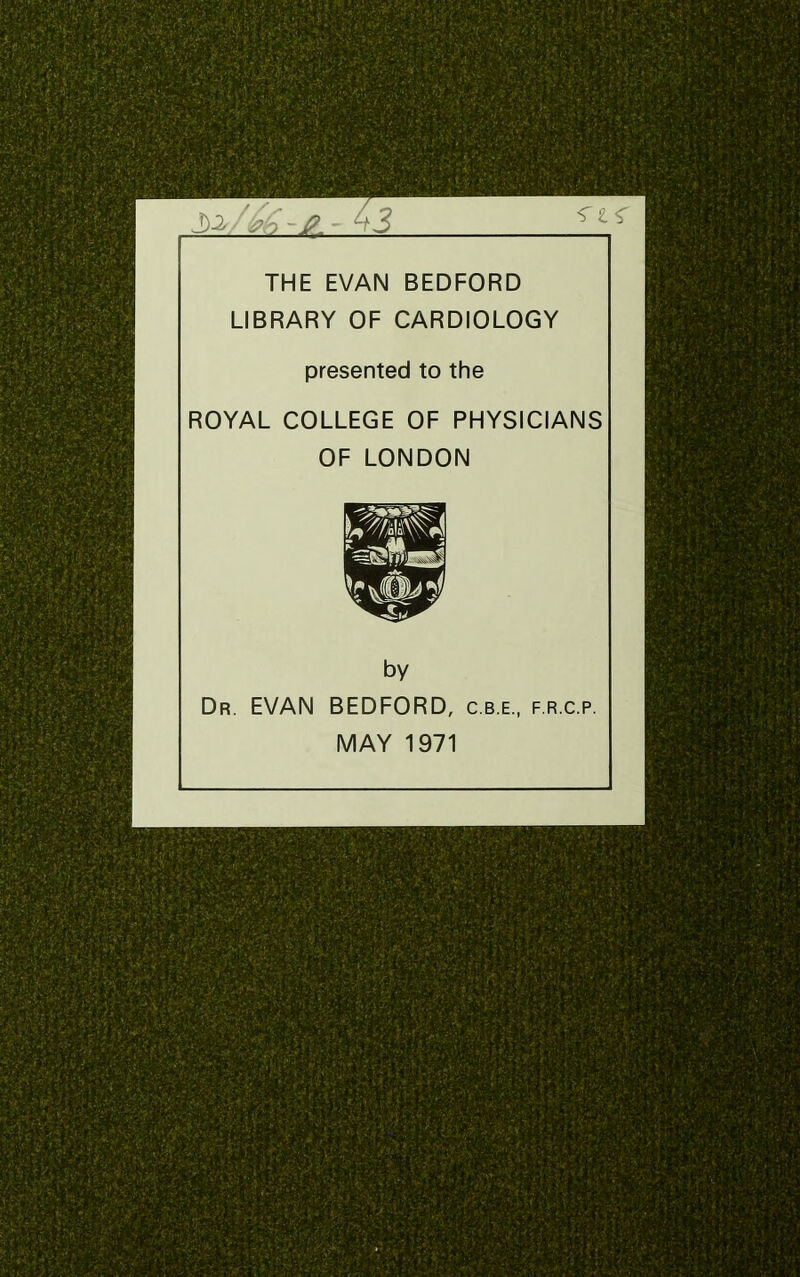 THE EVAN BEDFORD
LIBRARY OF CARDIOLOGY
presented to the
ROYAL COLLEGE OF PHYSICIANS
OF LONDON
by
DR. EVAN BEDFORD, C.B.E., F.R.C.P.
MAY 1971